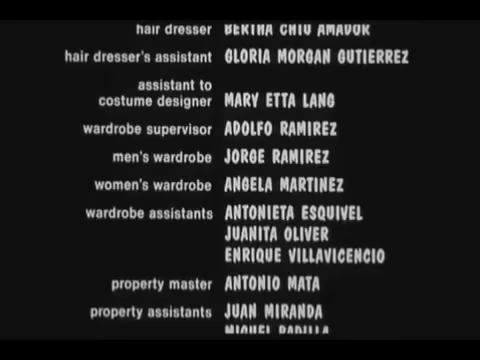 hair dresser BERTHA CHIU AMADOR
hair dresser's assistant GLORIA MORGAN GUTIERREZ
assistant to
costume designer MARY ETTA LANG
wardrobe supervisor ADOLFO RAMIREZ
men's wardrobe JORGE RAMIREZ
women's wardrobe ANGELA MARTINEZ
wardrobe assistants ANTONIETA ESQUIVEL
JUANITA OLIVER
ENRIQUE VILLAVICENCIO
property master ANTONIO MATA
property assistants JUAN MIRANDA
MIGUEL PADILLA